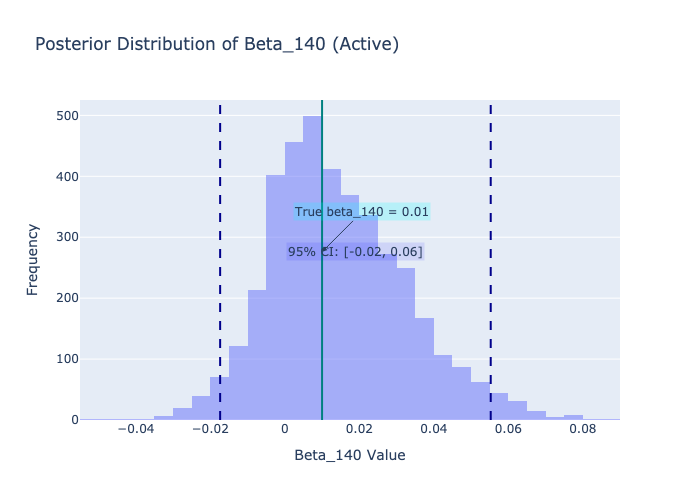 Posterior Distribution of Beta_140 (Active)
500
400
300
200
100
0
Frequency
True beta_140 = 0.01
95% CI: [-0.02, 0.06]
−0.04
−0.02
0
0.02
0.04
0.06
0.08
Beta_140 Value